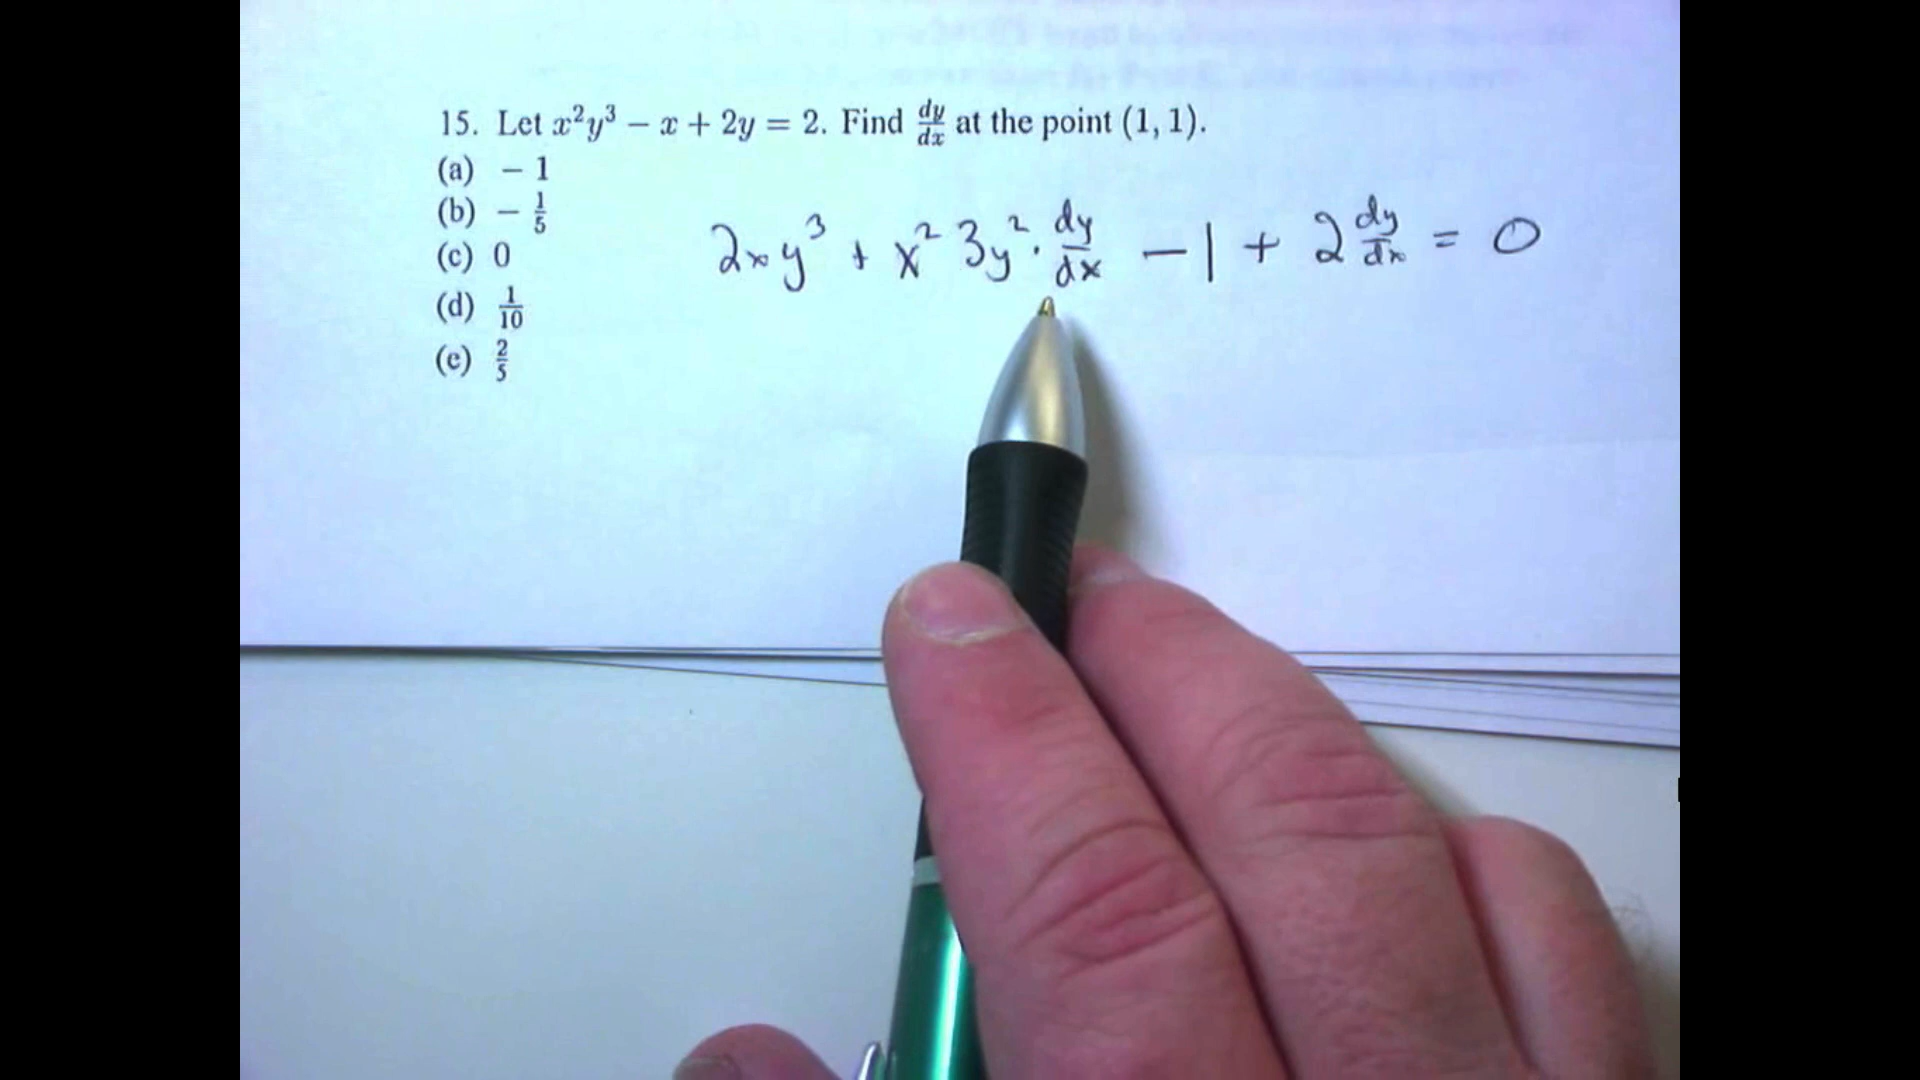 15. Let x²y³ − x + 2y = 2. Find dy/dx at the point (1, 1).
(a) − 1
(b) − 1/5
(c) 0
(d) 1/10
(e) 2/5
2xy³ + x² 3y² · dy/dx − 1 + 2 dy/dx = 0